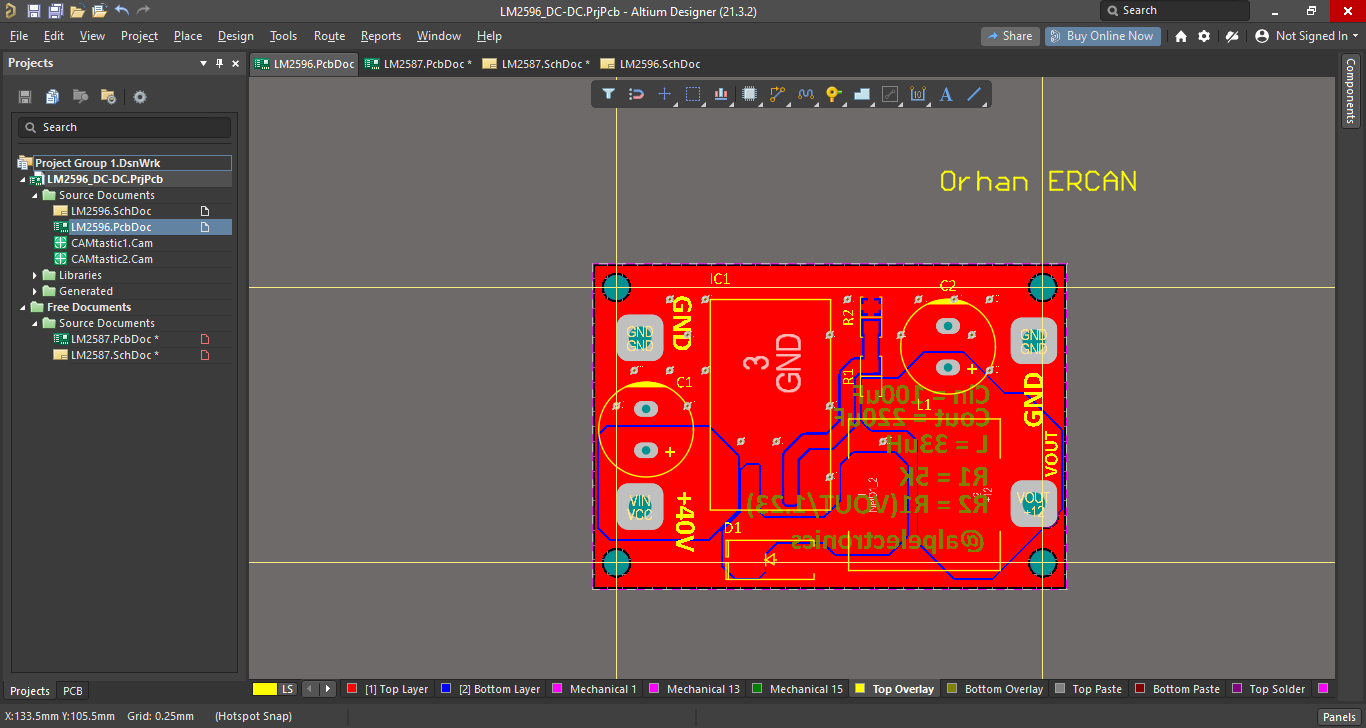 LM2596_DC-DC.PrjPcb - Altium Designer (21.3.2)
Search
File Edit View Project Place Design Tools Route Reports Window Help
Share Buy Online Now Not Signed In
Projects
LM2596.PcbDoc LM2587.PcbDoc * LM2587.SchDoc * LM2596.SchDoc
Components
Search
Project Group 1.DsnWrk
LM2596_DC-DC.PrjPcb
Source Documents
LM2596.SchDoc
LM2596.PcbDoc
CAMtastic1.Cam
CAMtastic2.Cam
Libraries
Generated
Free Documents
Source Documents
LM2587.PcbDoc *
LM2587.SchDoc *
Orhan ERCAN
IC1
C2
GND
R2
GND
GND
GND
GND
3
GND
C1
R1
+
GND
Cin = 100uF
L1
Cout = 220uF
L = 33uH
VOUT
+
R1 = 5K
NetD1_2
+12
R2 = R1(VOUT/1.23)
VIN
VCC
+40V
VOUT
+12
D1
@alpelectronics
LS [1] Top Layer [2] Bottom Layer Mechanical 1 Mechanical 13 Mechanical 15 Top Overlay Bottom Overlay Top Paste Bottom Paste Top Solder
Projects PCB
X:133.5mm Y:105.5mm Grid: 0.25mm (Hotspot Snap)
Panels